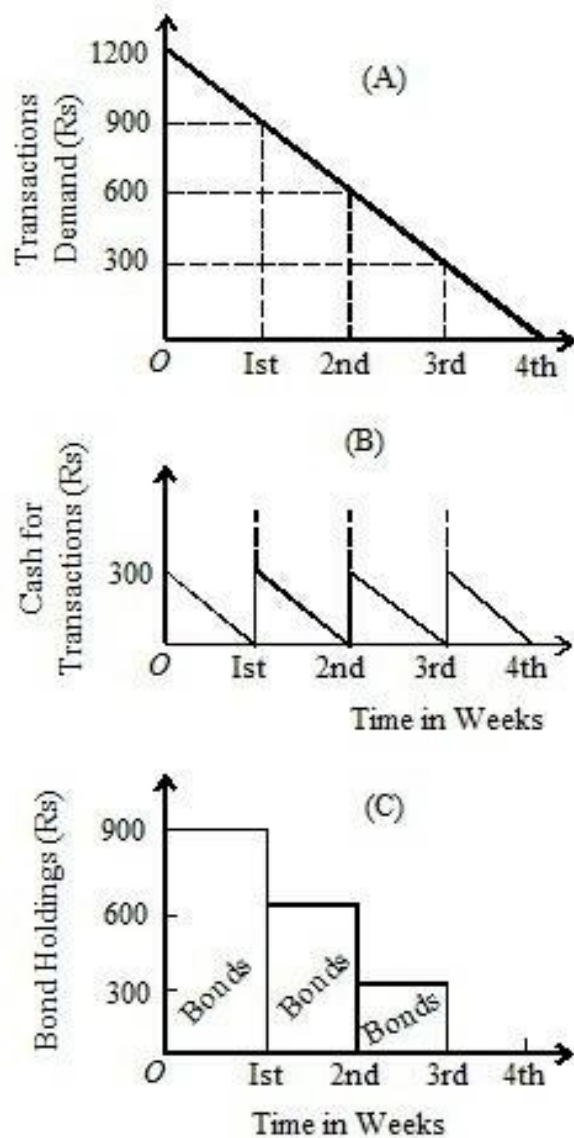 1200
(A)
900
600
300
Transactions
Demand (Rs)
O Ist 2nd 3rd 4th
(B)
Cash for
Transactions (Rs)
300
O Ist 2nd 3rd 4th
Time in Weeks
(C)
Bond Holdings (Rs)
900
600
300
Bonds
Bonds
Bonds
O Ist 2nd 3rd 4th
Time in Weeks